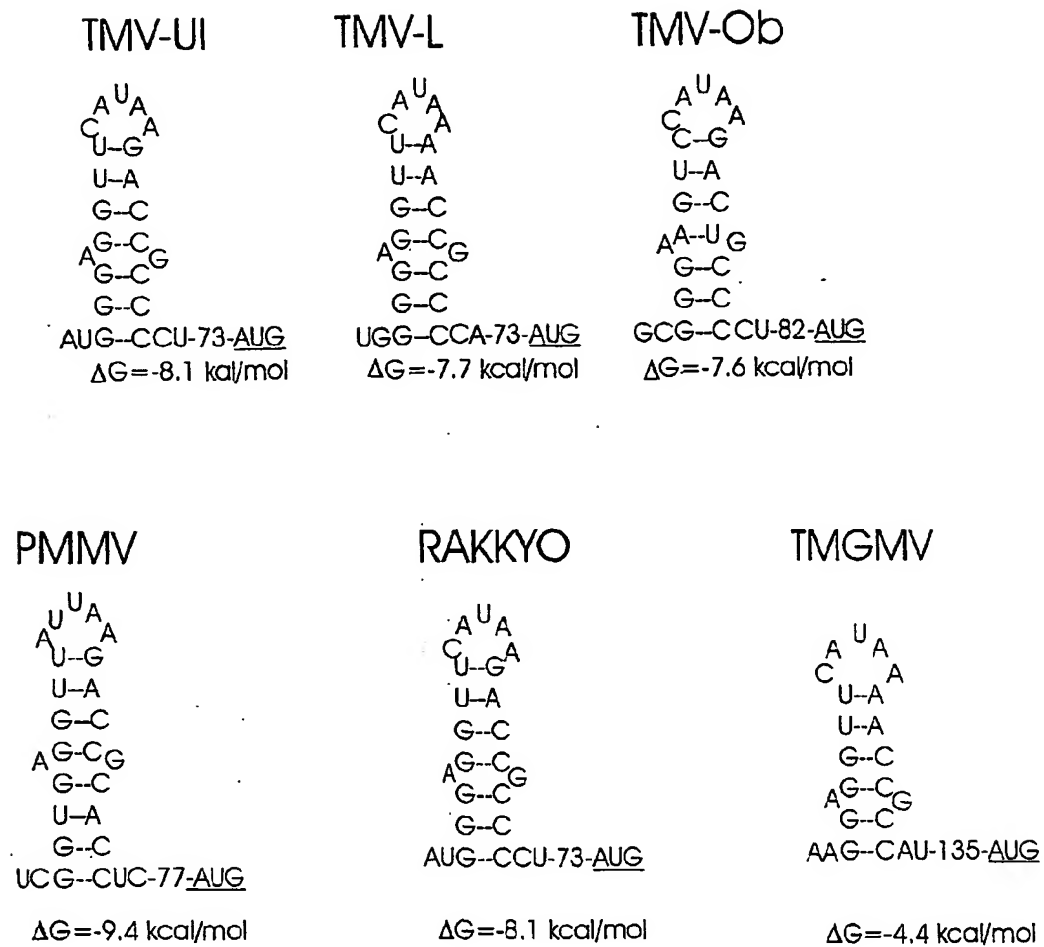 TMV-Ul
A U A
C A
U--G
U--A
G--C
G--C
A G
G--C
G--C
AUG--CCU-73-AUG
ΔG=-8.1 kal/mol
TMV-L
A U A
C A A
U--A
U--A
G--C
G--C
A G
G--C
G--C
UGG--CCA-73-AUG
ΔG=-7.7 kcal/mol
TMV-Ob
A U A
C A
C--G
U--A
G--C
A A--U G
G--C
G--C
GCG--CCU-82-AUG
ΔG=-7.6 kcal/mol
PMMV
U U A
A A
U--G
U--A
G--C
A G-C G
G--C
U--A
G--C
UCG--CUC-77-AUG
ΔG=-9.4 kcal/mol
RAKKYO
A U A
C A A
U--G
U--A
G--C
G--C
A G
G--C
G--C
AUG--CCU-73-AUG
ΔG=-8.1 kcal/mol
TMGMV
A U A
C A
U--A
U--A
G--C
G--C
A G
G--C
AAG--CAU-135-AUG
ΔG=-4.4 kcal/mol